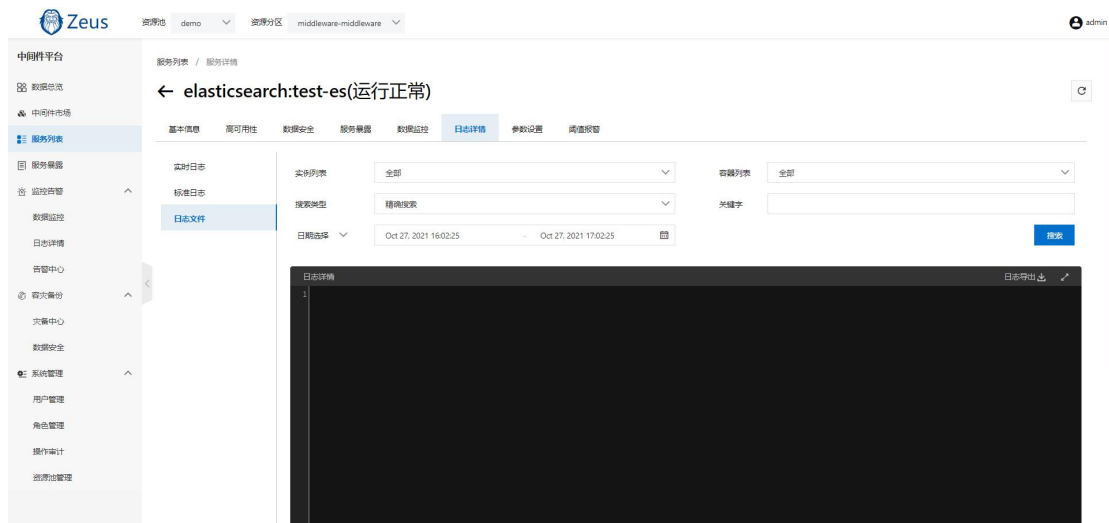 Zeus 资源池 demo 资源分区 middleware-middleware admin
中间件平台
数据总览
中间件市场
服务列表
服务暴露
监控告警
数据监控
日志详情
告警中心
容灾备份
灾备中心
数据安全
系统管理
用户管理
角色管理
操作审计
资源池管理
服务列表 / 服务详情
← elasticsearch:test-es(运行正常)
基本信息 高可用性 数据安全 服务暴露 数据监控 日志详情 参数设置 阈值报警
实时日志
标准日志
日志文件
实例列表 全部 容器列表 全部
搜索类型 精确搜索 关键字
日期选择 Oct 27, 2021 16:02:25 - Oct 27, 2021 17:02:25 搜索
日志详情 日志导出
1